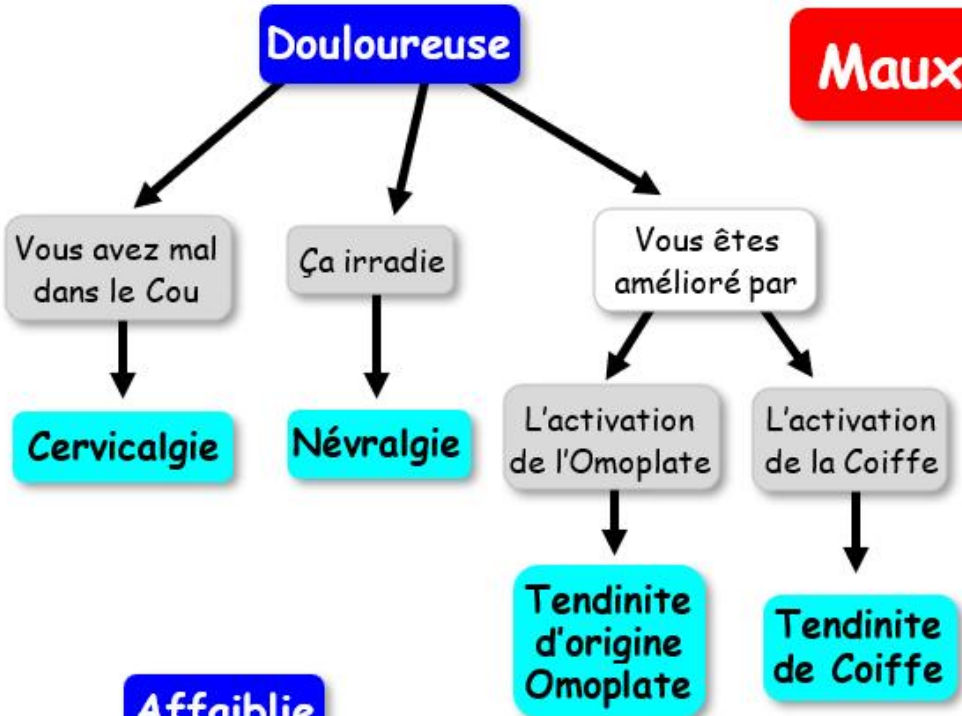 Douloureuse
Maux
Vous avez mal
dans le Cou
Ça irradie
Vous êtes
amélioré par
Cervicalgie
Névralgie
L'activation
de l'Omoplate
L'activation
de la Coiffe
Tendinite
d'origine
Omoplate
Tendinite
de Coiffe
Affaiblie